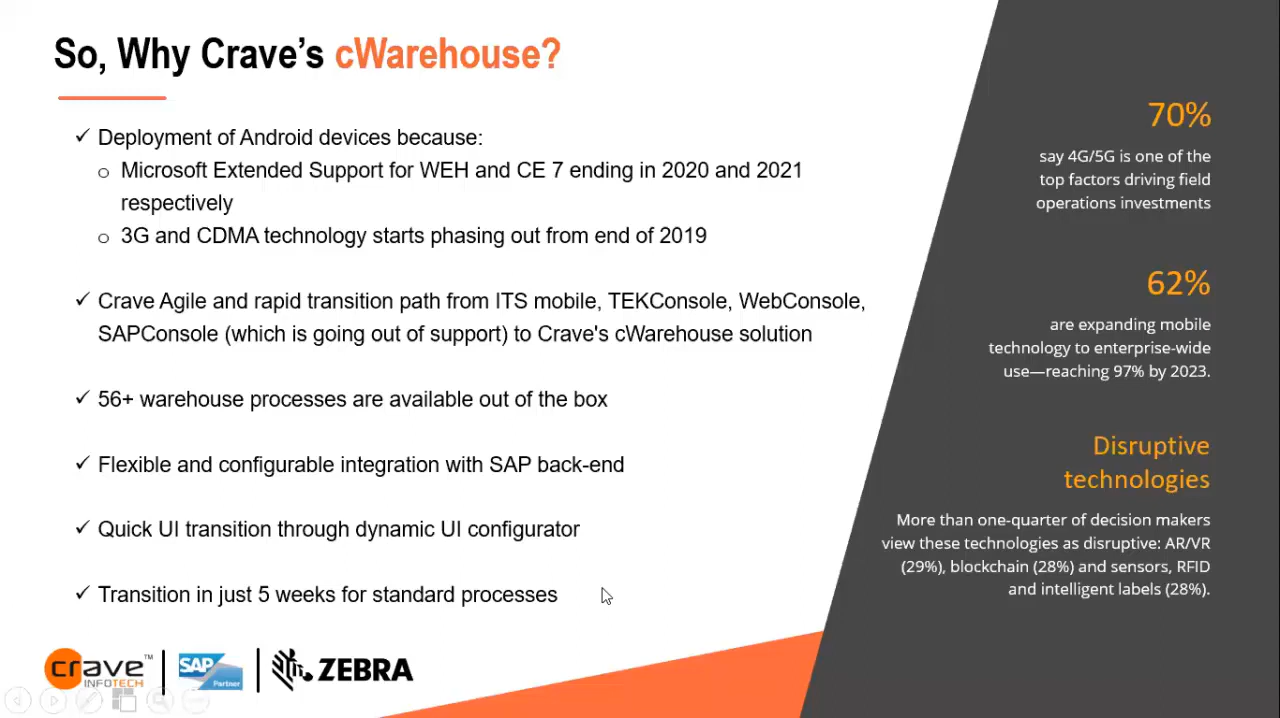 So, Why Crave's cWarehouse?
✓ Deployment of Android devices because:
o Microsoft Extended Support for WEH and CE 7 ending in 2020 and 2021
respectively
o 3G and CDMA technology starts phasing out from end of 2019
✓ Crave Agile and rapid transition path from ITS mobile, TEKConsole, WebConsole,
SAPConsole (which is going out of support) to Crave's cWarehouse solution
✓ 56+ warehouse processes are available out of the box
✓ Flexible and configurable integration with SAP back-end
✓ Quick UI transition through dynamic UI configurator
✓ Transition in just 5 weeks for standard processes
70%
say 4G/5G is one of the
top factors driving field
operations investments
62%
are expanding mobile
technology to enterprise-wide
use—reaching 97% by 2023.
Disruptive
technologies
More than one-quarter of decision makers
view these technologies as disruptive: AR/VR
(29%), blockchain (28%) and sensors, RFID
and intelligent labels (28%).
crave™
INFOTECH
SAP
Partner
ZEBRA